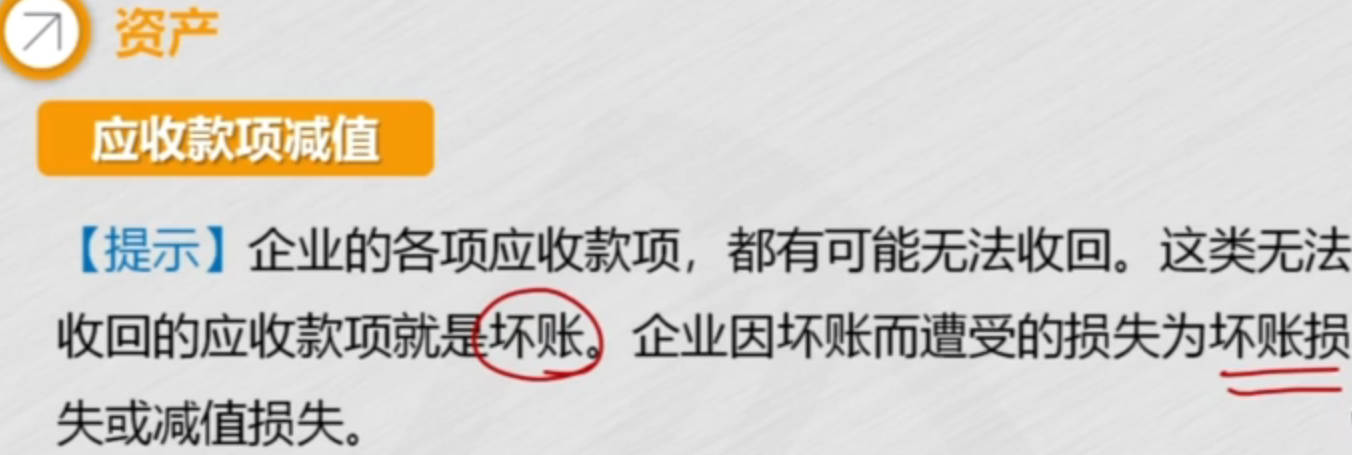 资产
应收款项减值
【提示】企业的各项应收款项，都有可能无法收回。这类无法
收回的应收款项就是坏账。企业因坏账而遭受的损失为坏账损
失或减值损失。